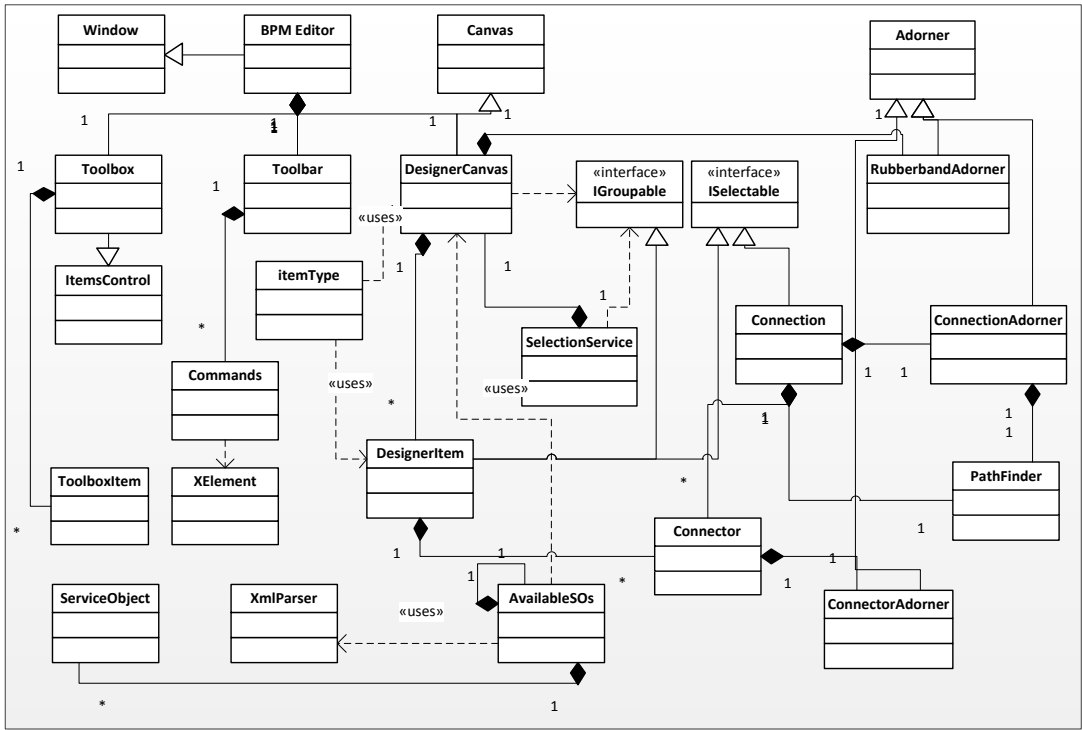 Window
BPM Editor
Canvas
Adorner
1
1
1
1
1
1
1
Toolbox
Toolbar
DesignerCanvas
«interface»
IGroupable
«interface»
ISelectable
RubberbandAdorner
1
«uses»
1
1
ItemsControl
itemType
1
Connection
ConnectionAdorner
*
SelectionService
Commands
1
1
«uses»
«uses»
*
1
1
1
1
DesignerItem
ToolboxItem
XElement
*
PathFinder
*
Connector
1
1
1
1
*
1
1
ServiceObject
XmlParser
AvailableSOs
ConnectorAdorner
«uses»
*
1